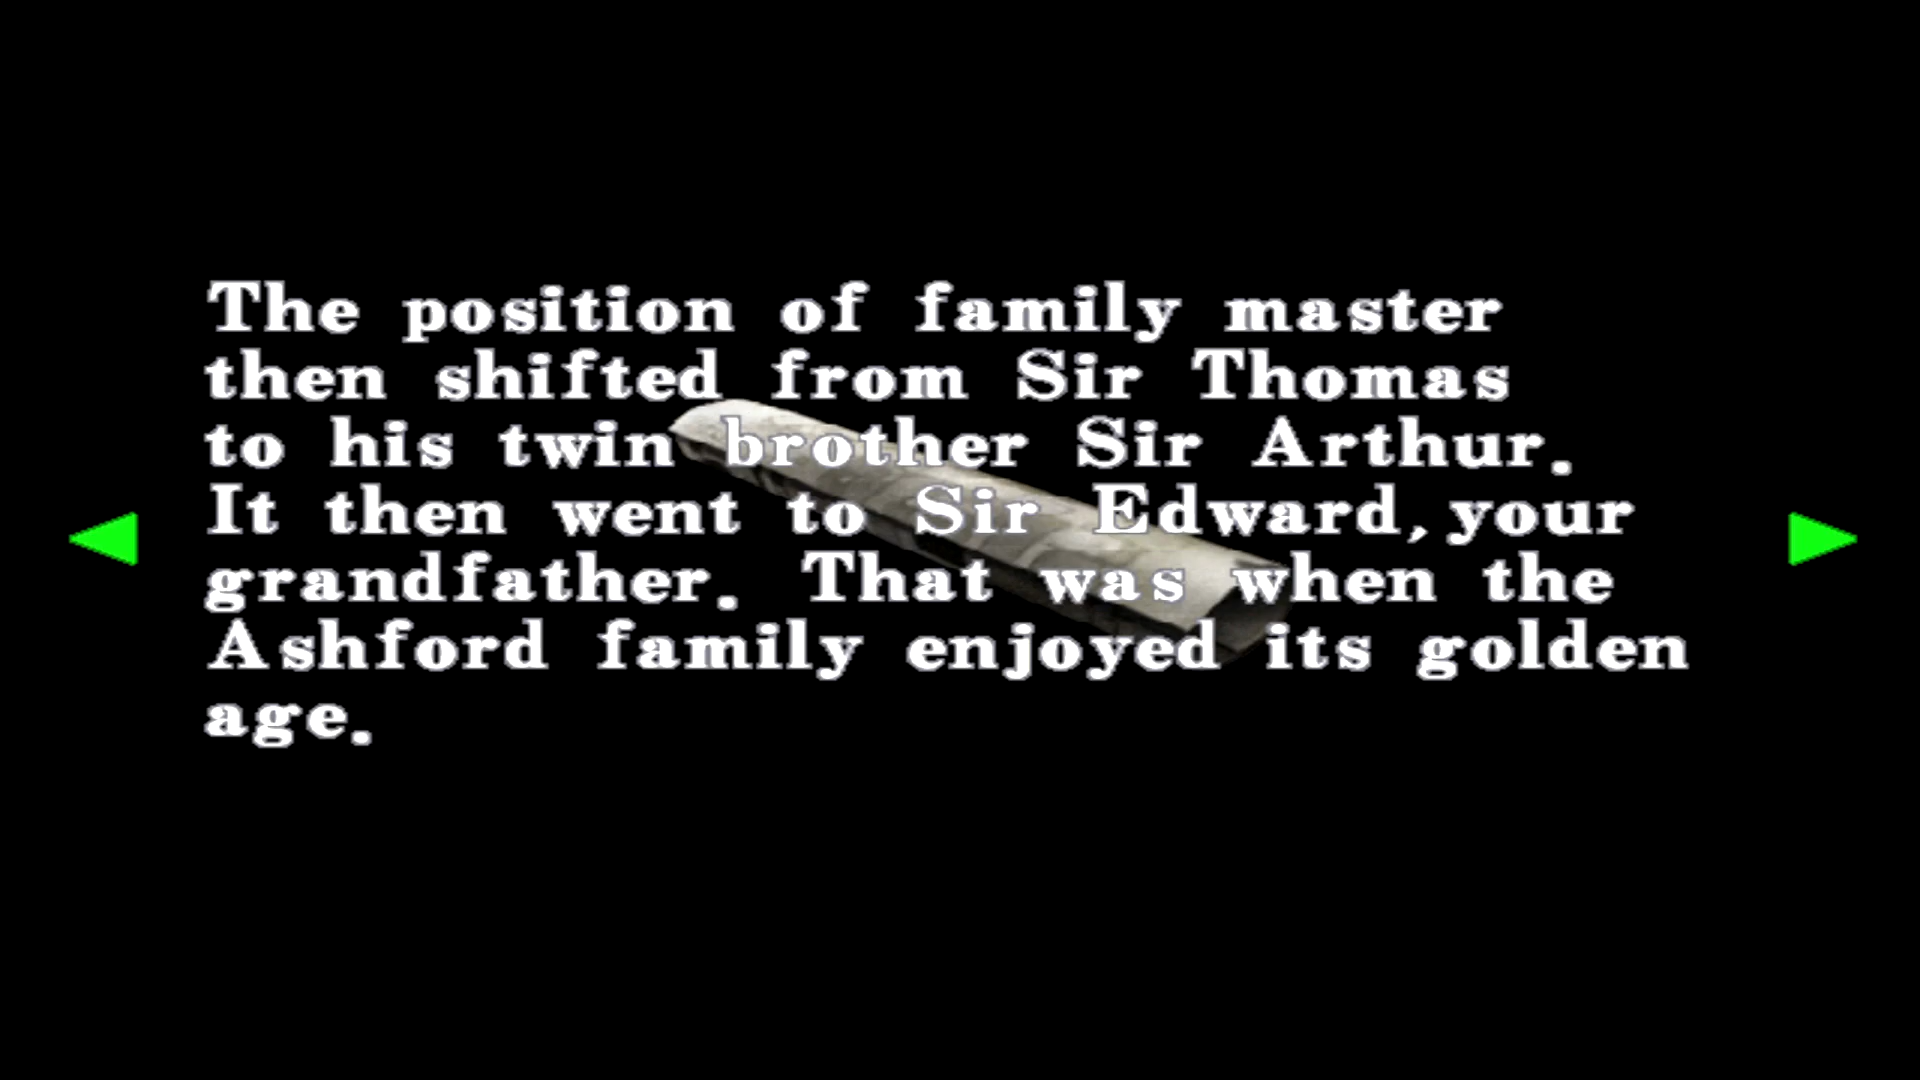 The position of family master
then shifted from Sir Thomas
to his twin brother Sir Arthur.
It then went to Sir Edward,your
grandfather. That was when the
Ashford family enjoyed its golden
age.